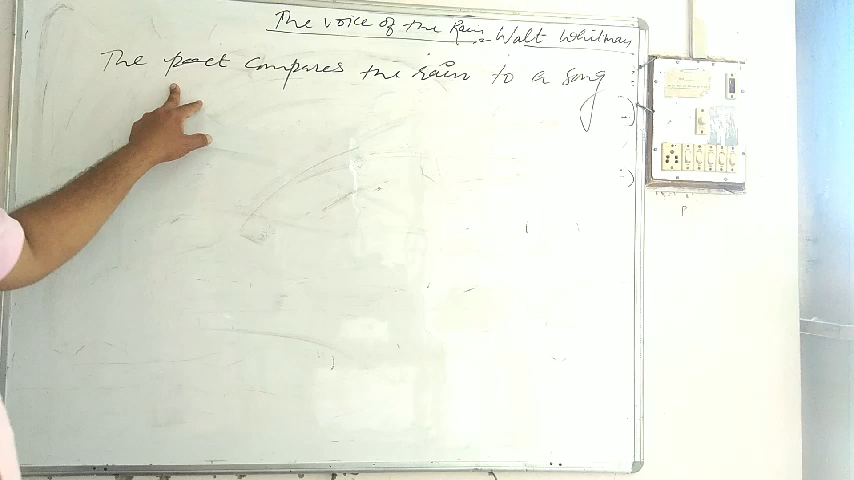 The voice of the Rain - Walt Whitman
The poet compares the rain to a song